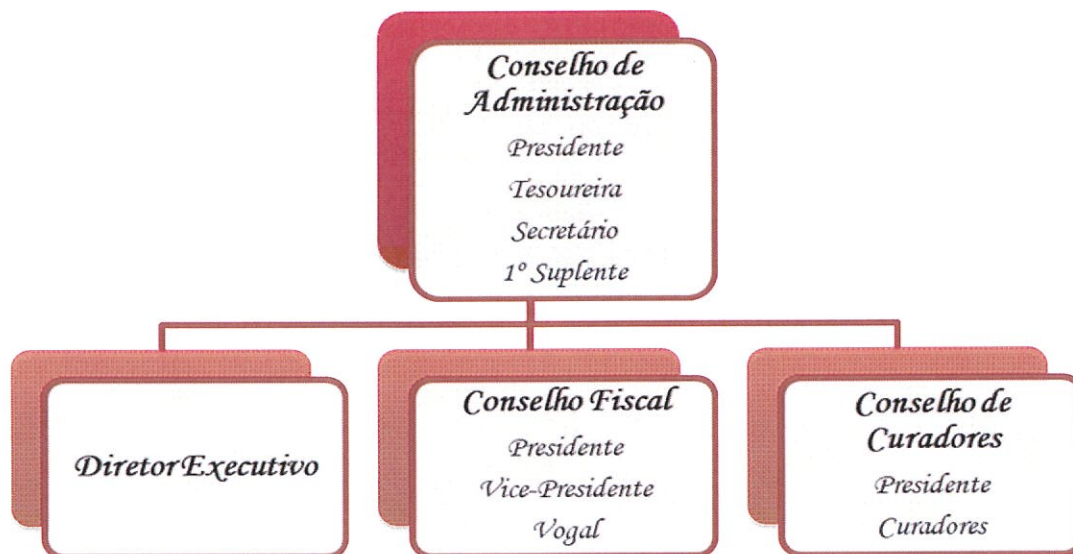 Conselho de
Administração
Presidente
Tesoureira
Secretário
1º Suplente
Diretor Executivo
Conselho Fiscal
Presidente
Vice-Presidente
Vogal
Conselho de
Curadores
Presidente
Curadores